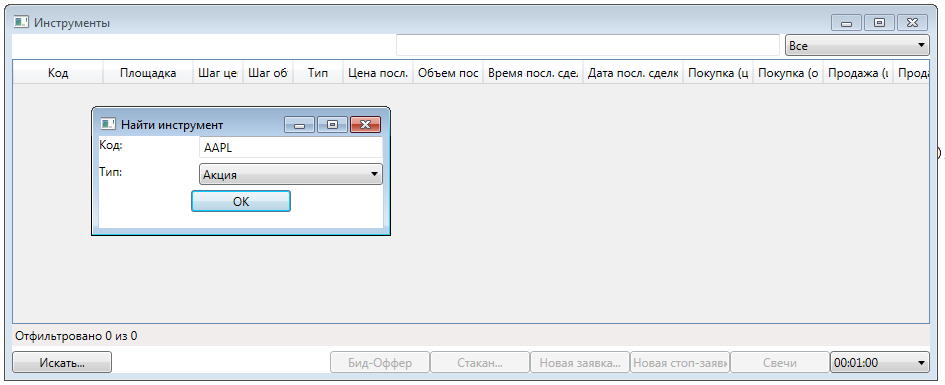 Инструменты
Все
Код Площадка Шаг це Шаг об Тип Цена посл. Объем пос Время посл. сдел Дата посл. сделк Покупка (ц Покупка (о Продажа (ц Прода
Найти инструмент
Код: AAPL
Тип: Акция
OK
Отфильтровано 0 из 0
Искать... Бид-Оффер Стакан... Новая заявка... Новая стоп-заявк Свечи 00:01:00